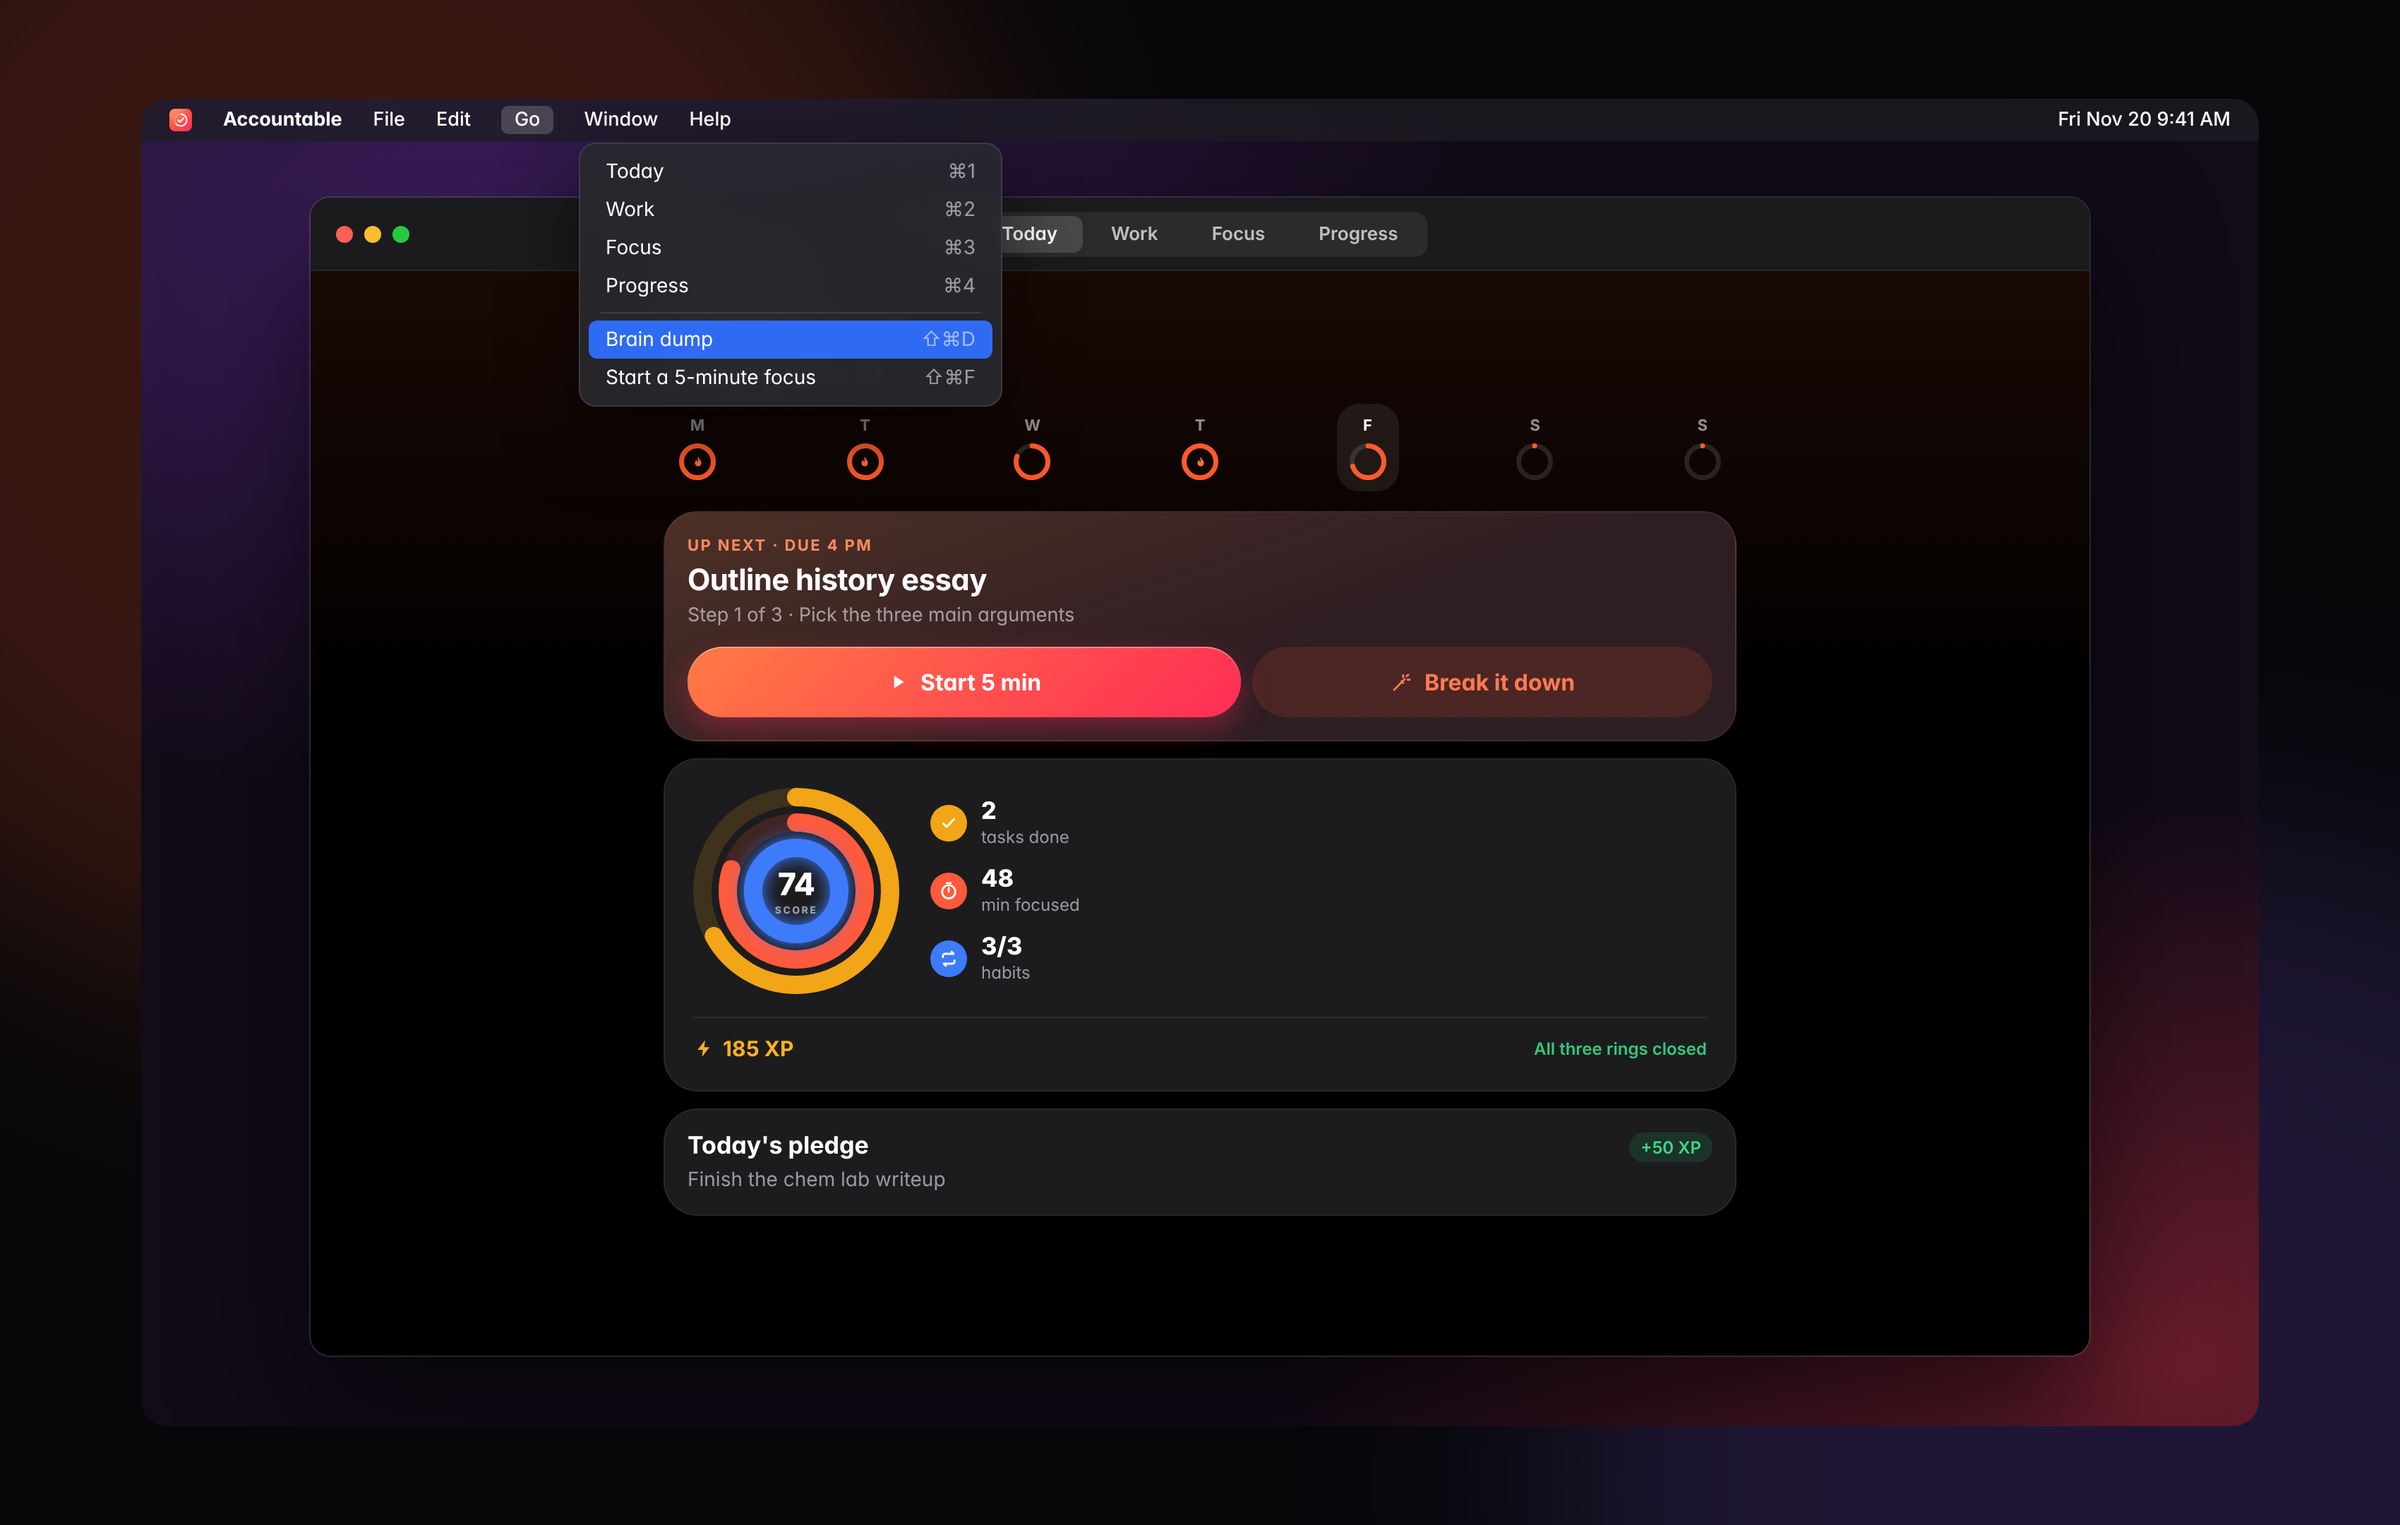 Accountable File Edit Go Window Help Fri Nov 20 9:41 AM
Today ⌘1
Work ⌘2
Focus ⌘3
Progress ⌘4
Brain dump ⇧⌘D
Start a 5-minute focus ⇧⌘F
Today Work Focus Progress
M T W T F S S
UP NEXT · DUE 4 PM
Outline history essay
Step 1 of 3 · Pick the three main arguments
Start 5 min
Break it down
74
SCORE
2
tasks done
48
min focused
3/3
habits
185 XP
All three rings closed
Today's pledge
+50 XP
Finish the chem lab writeup